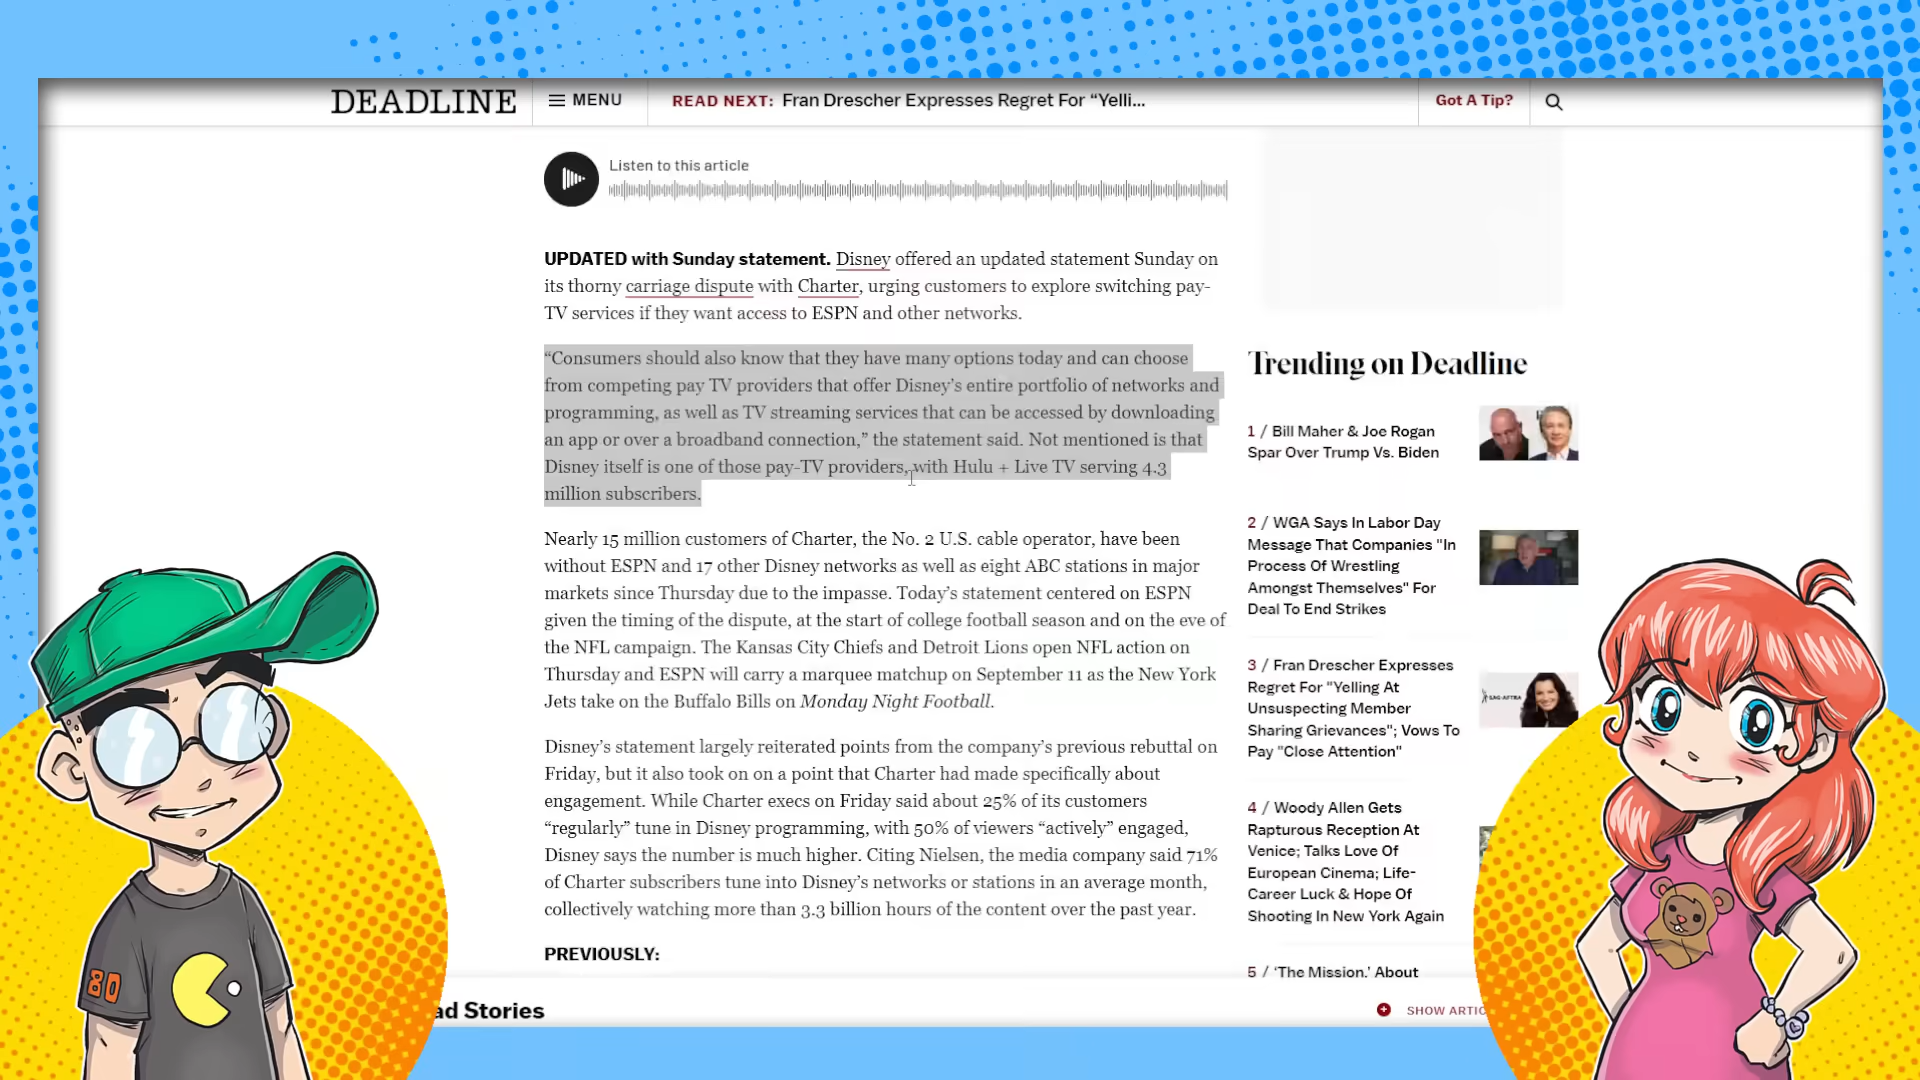 DEADLINE
MENU
READ NEXT: Fran Drescher Expresses Regret For “Yelli...
Got A Tip?
Listen to this article
UPDATED with Sunday statement. Disney offered an updated statement Sunday on
its thorny carriage dispute with Charter, urging customers to explore switching pay-
TV services if they want access to ESPN and other networks.
“Consumers should also know that they have many options today and can choose
from competing pay TV providers that offer Disney’s entire portfolio of networks and
programming, as well as TV streaming services that can be accessed by downloading
an app or over a broadband connection,” the statement said. Not mentioned is that
Disney itself is one of those pay-TV providers, with Hulu + Live TV serving 4.3
million subscribers.
Nearly 15 million customers of Charter, the No. 2 U.S. cable operator, have been
without ESPN and 17 other Disney networks as well as eight ABC stations in major
markets since Thursday due to the impasse. Today’s statement centered on ESPN
given the timing of the dispute, at the start of college football season and on the eve of
the NFL campaign. The Kansas City Chiefs and Detroit Lions open NFL action on
Thursday and ESPN will carry a marquee matchup on September 11 as the New York
Jets take on the Buffalo Bills on Monday Night Football.
Disney’s statement largely reiterated points from the company’s previous rebuttal on
Friday, but it also took on on a point that Charter had made specifically about
engagement. While Charter execs on Friday said about 25% of its customers
“regularly” tune in Disney programming, with 50% of viewers “actively” engaged,
Disney says the number is much higher. Citing Nielsen, the media company said 71%
of Charter subscribers tune into Disney’s networks or stations in an average month,
collectively watching more than 3.3 billion hours of the content over the past year.
PREVIOUSLY:
Trending on Deadline
1 / Bill Maher & Joe Rogan
Spar Over Trump Vs. Biden
2 / WGA Says In Labor Day
Message That Companies "In
Process Of Wrestling
Amongst Themselves" For
Deal To End Strikes
3 / Fran Drescher Expresses
Regret For "Yelling At
Unsuspecting Member
Sharing Grievances"; Vows To
Pay "Close Attention"
4 / Woody Allen Gets
Rapturous Reception At
Venice; Talks Love Of
European Cinema; Life-
Career Luck & Hope Of
Shooting In New York Again
5 / ‘The Mission.’ About
ad Stories
SHOW ARTIC
80